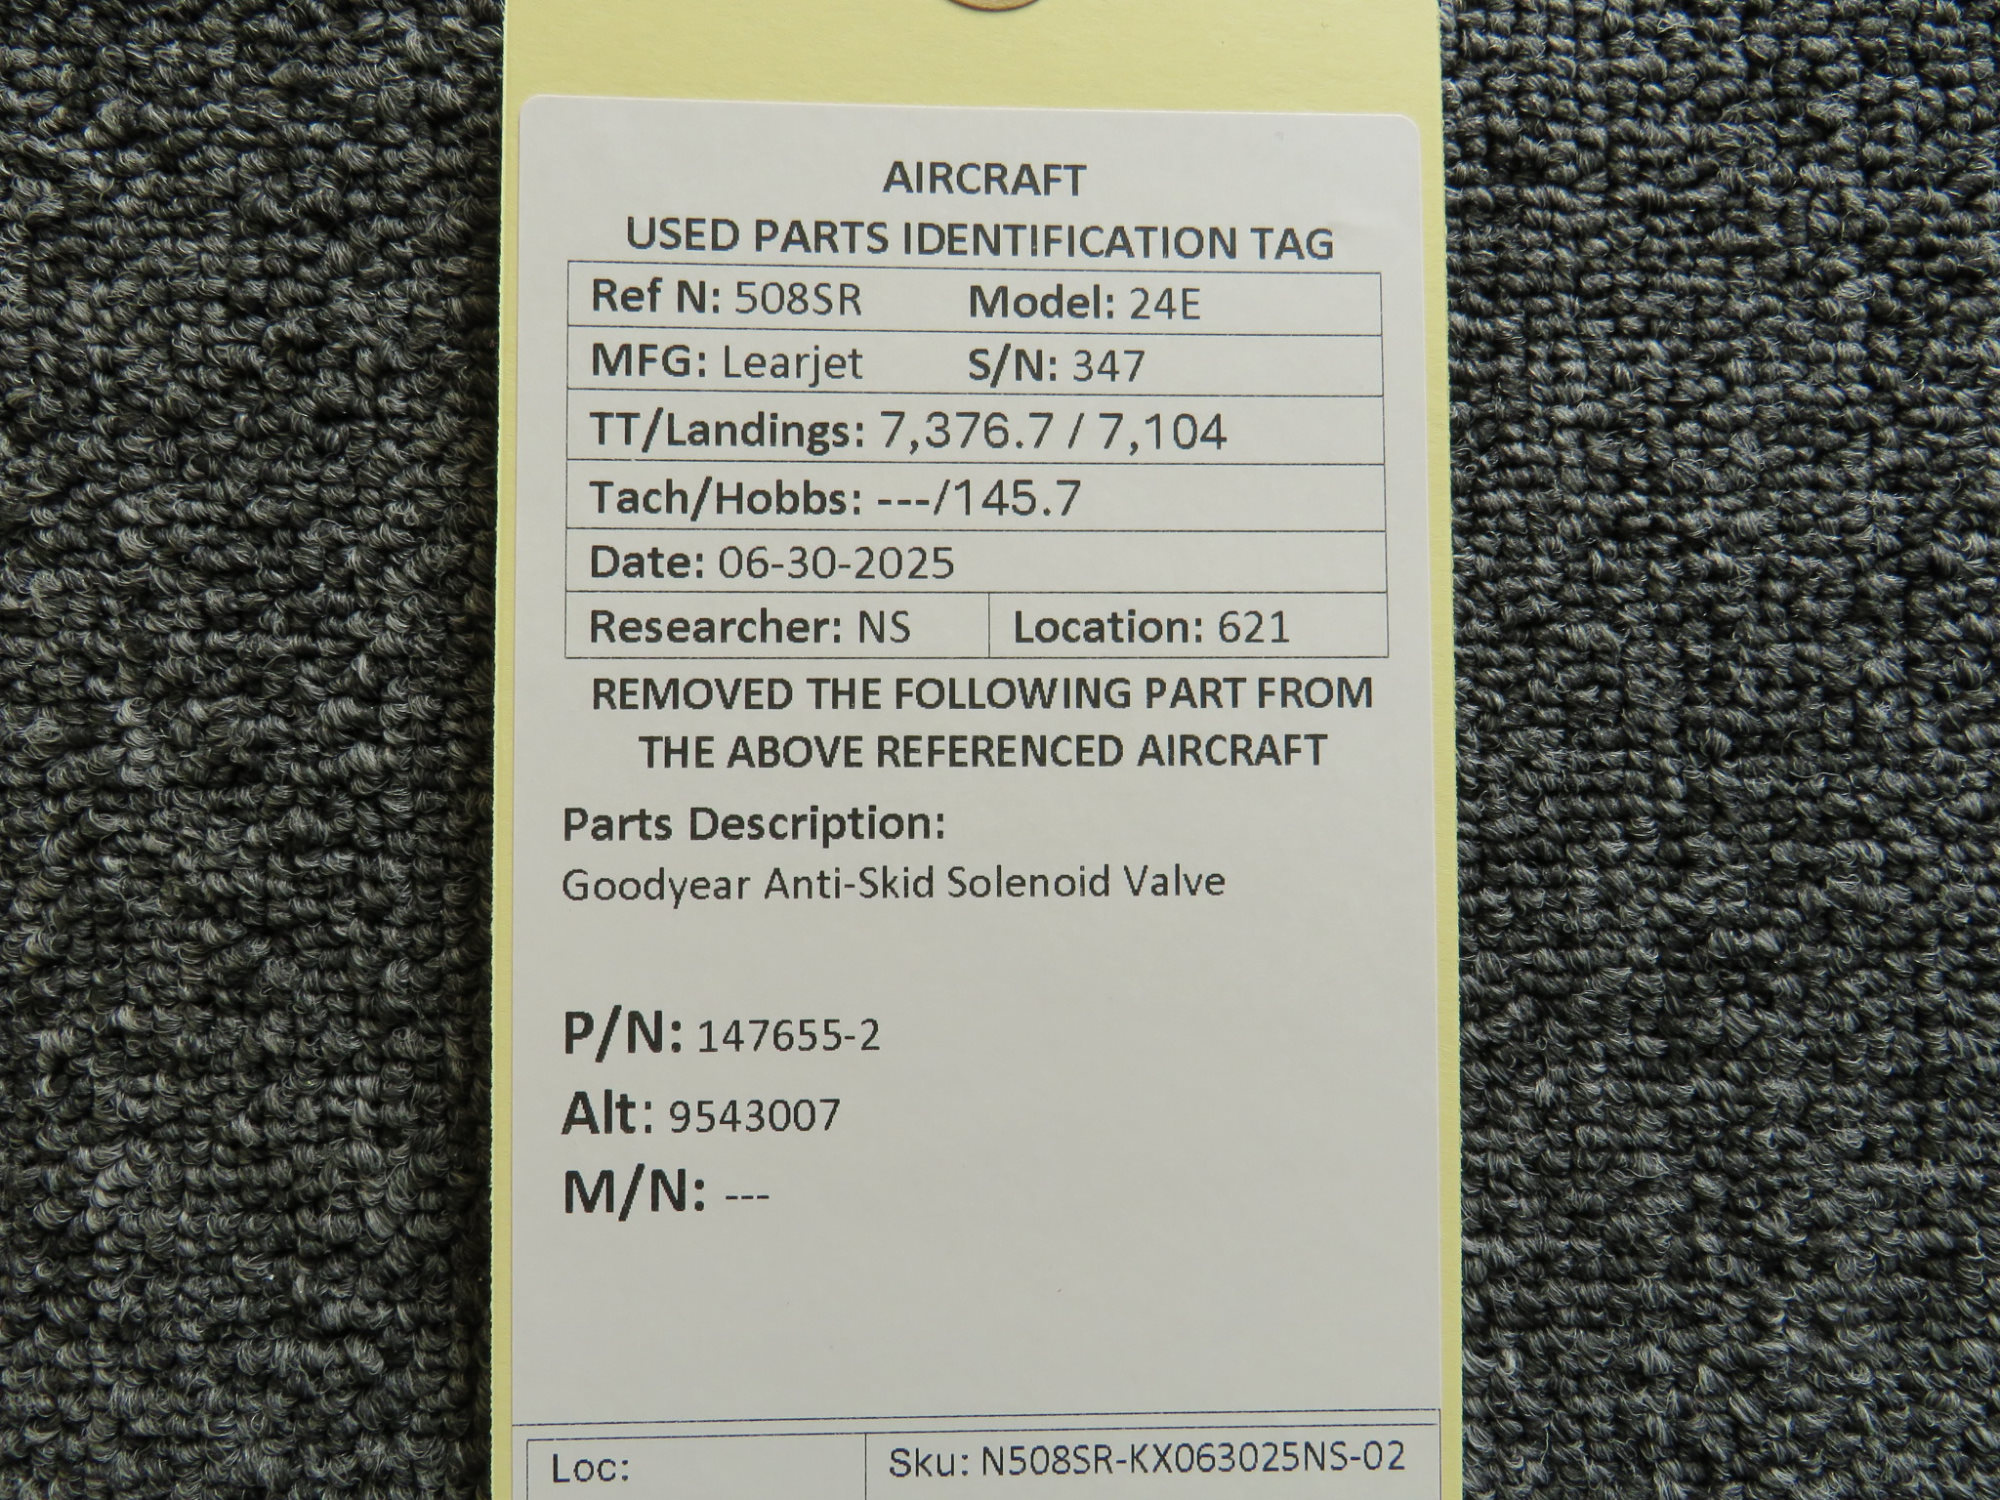 AIRCRAFT
USED PARTS IDENTIFICATION TAG
Ref N: 508SR Model: 24E
MFG: Learjet S/N: 347
TT/Landings: 7,376.7 / 7,104
Tach/Hobbs: ---/145.7
Date: 06-30-2025
Researcher: NS Location: 621
REMOVED THE FOLLOWING PART FROM
THE ABOVE REFERENCED AIRCRAFT
Parts Description:
Goodyear Anti-Skid Solenoid Valve
P/N: 147655-2
Alt: 9543007
M/N: ---
Loc: Sku: N508SR-KX063025NS-02